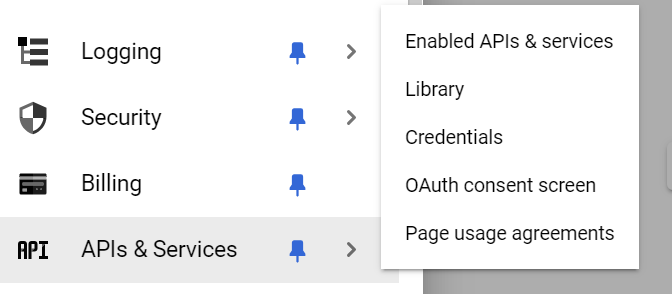 Logging
Security
Billing
API APIs & Services
Enabled APIs & services
Library
Credentials
OAuth consent screen
Page usage agreements